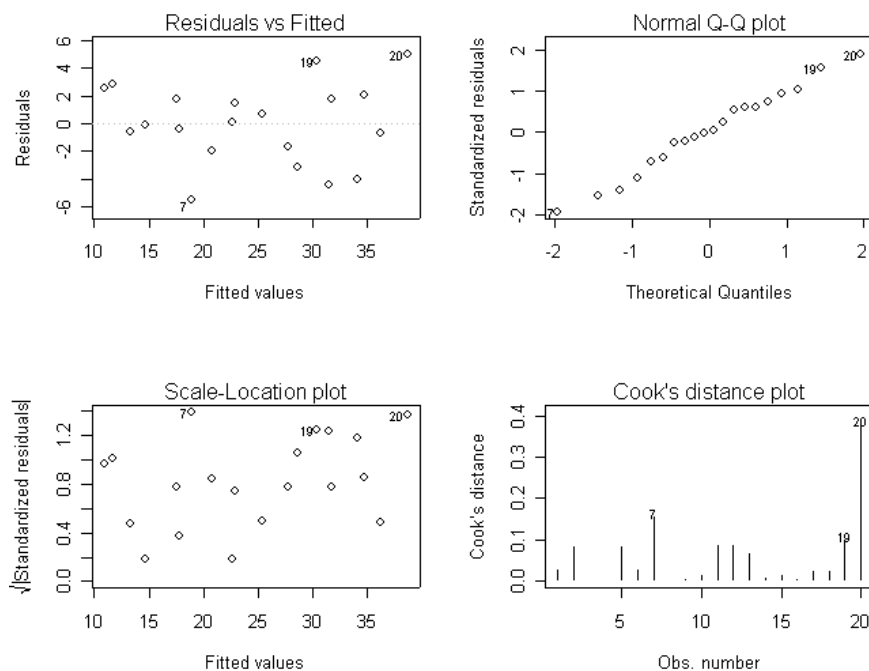 Residuals vs Fitted
Residuals
6
4
2
0
-2
-6
19
20
7
10 15 20 25 30 35
Fitted values
Normal Q-Q plot
Standardized residuals
2
1
0
-1
-2
19
20
7
-2 -1 0 1 2
Theoretical Quantiles
Scale-Location plot
√|Standardized residuals|
1.2
0.8
0.4
0.0
7
19
20
10 15 20 25 30 35
Fitted values
Cook's distance plot
Cook's distance
0.4
0.3
0.2
0.1
0.0
20
7
19
5 10 15 20
Obs. number